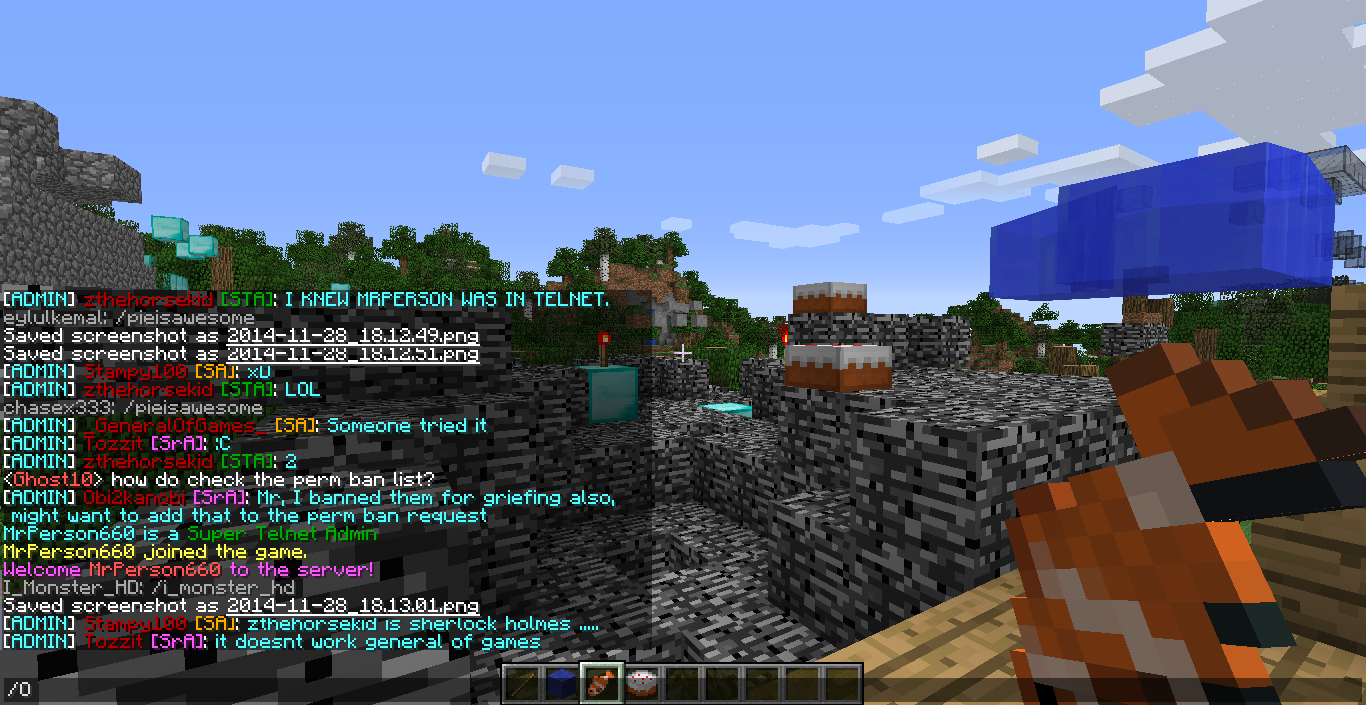 [ADMIN] zthehorsekid [STA]: I KNEW MRPERSON WAS IN TELNET.
eylulkemal: /pieisawesome
Saved screenshot as 2014-11-28_18.12.49.png
Saved screenshot as 2014-11-28_18.12.51.png
[ADMIN] Stampy100 [SA]: xD
[ADMIN] zthehorsekid [STA]: LOL
chasex333: /pieisawesome
[ADMIN] _GeneralOfGames_ [SA]: Someone tried it
[ADMIN] Tozzit [SrA]: :C
[ADMIN] zthehorsekid [STA]: 2
<Ghost10> how do check the perm ban list?
[ADMIN] Obi2kanobi [SrA]: Mr, I banned them for griefing also,
might want to add that to the perm ban request
MrPerson660 is a Super Telnet Admin
MrPerson660 joined the game.
Welcome MrPerson660 to the server!
I_Monster_HD: /i_monster_hd
Saved screenshot as 2014-11-28_18.13.01.png
[ADMIN] Stampy100 [SA]: zthehorsekid is sherlock holmes .....
[ADMIN] Tozzit [SrA]: it doesnt work general of games
/O